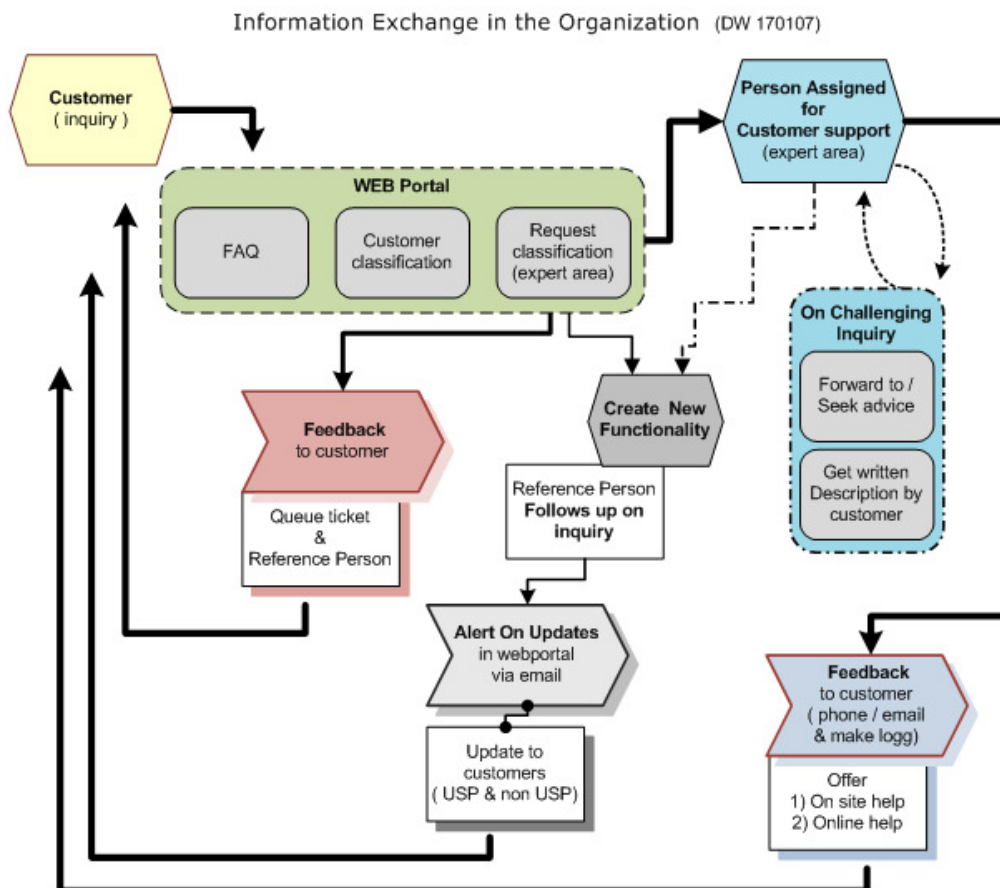 Information Exchange in the Organization (DW 170107)
Customer
( inquiry )
Person Assigned
for
Customer support
(expert area)
WEB Portal
FAQ
Customer
classification
Request
classification
(expert area)
On Challenging
Inquiry
Forward to /
Seek advice
Get written
Description by
customer
Feedback
to customer
Queue ticket
&
Reference Person
Create New
Functionality
Reference Person
Follows up on
inquiry
Alert On Updates
in webportal
via email
Update to
customers
( USP & non USP)
Feedback
to customer
( phone / email
& make logg)
Offer
1) On site help
2) Online help